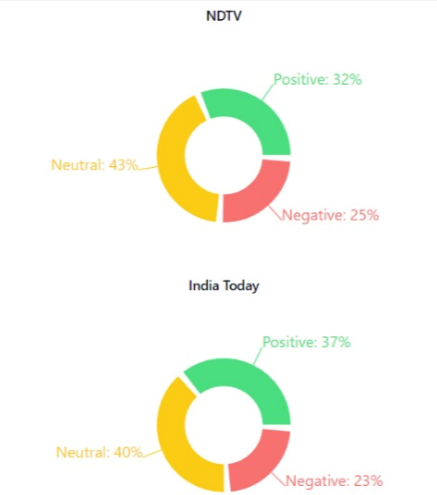 NDTV
Positive: 32%
Neutral: 43%
Negative: 25%
India Today
Positive: 37%
Neutral: 40%
Negative: 23%